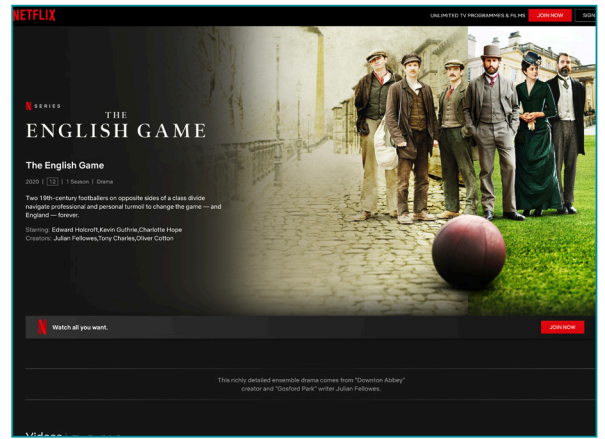 NETFLIX
UNLIMITED TV PROGRAMMES & FILMS JOIN NOW SIGN
N SERIES
THE
ENGLISH GAME
The English Game
2020 | 12 | 1 Season | Drama
Two 19th-century footballers on opposite sides of a class divide
navigate professional and personal turmoil to change the game — and
England — forever.
Starring: Edward Holcroft,Kevin Guthrie,Charlotte Hope
Creators: Julian Fellowes,Tony Charles,Oliver Cotton
N Watch all you want. JOIN NOW
This richly detailed ensemble drama comes from "Downton Abbey"
creator and "Gosford Park" writer Julian Fellowes.
Videos